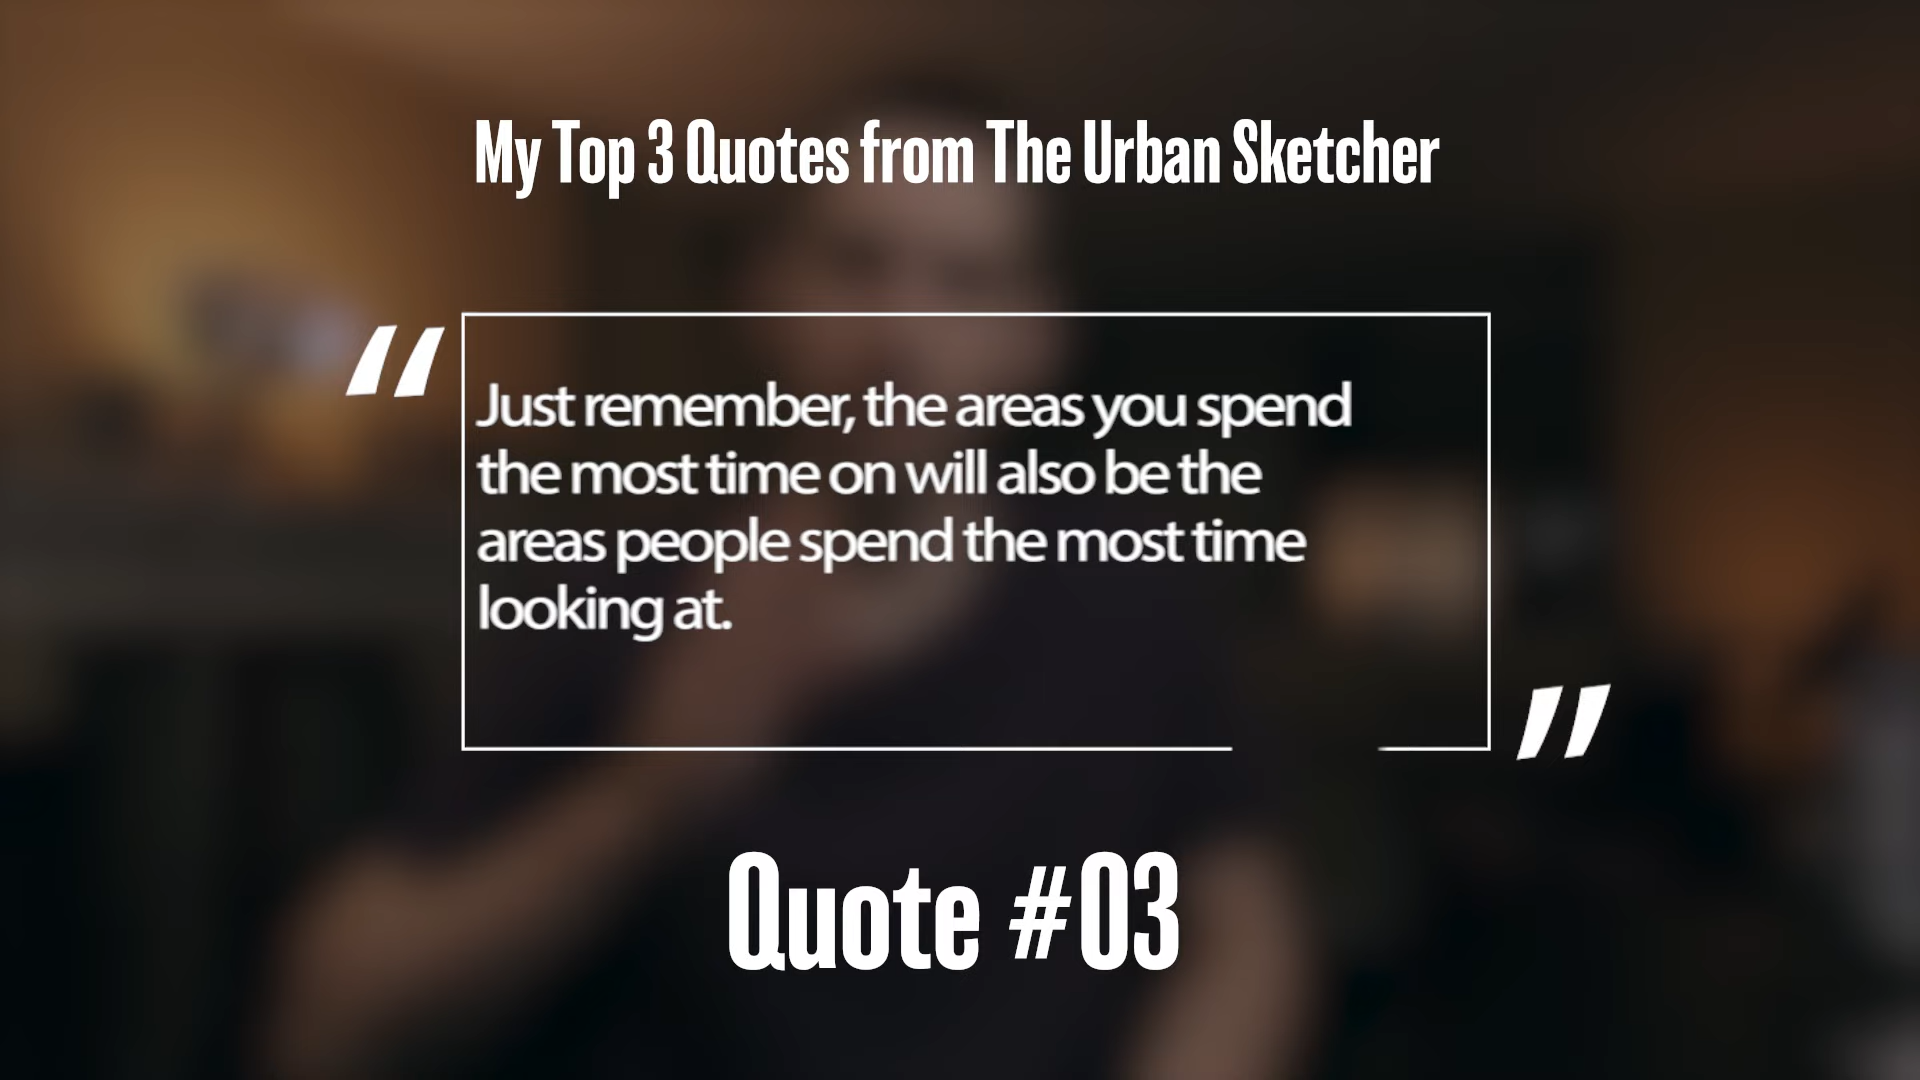 My Top 3 Quotes from The Urban Sketcher
“
Just remember, the areas you spend
the most time on will also be the
areas people spend the most time
looking at.
”
Quote #03